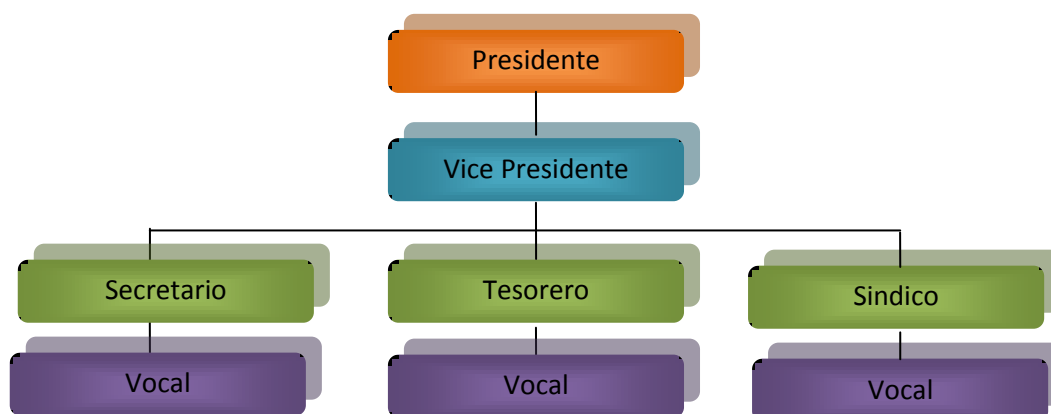 Presidente
Vice Presidente
Secretario
Tesorero
Sindico
Vocal
Vocal
Vocal